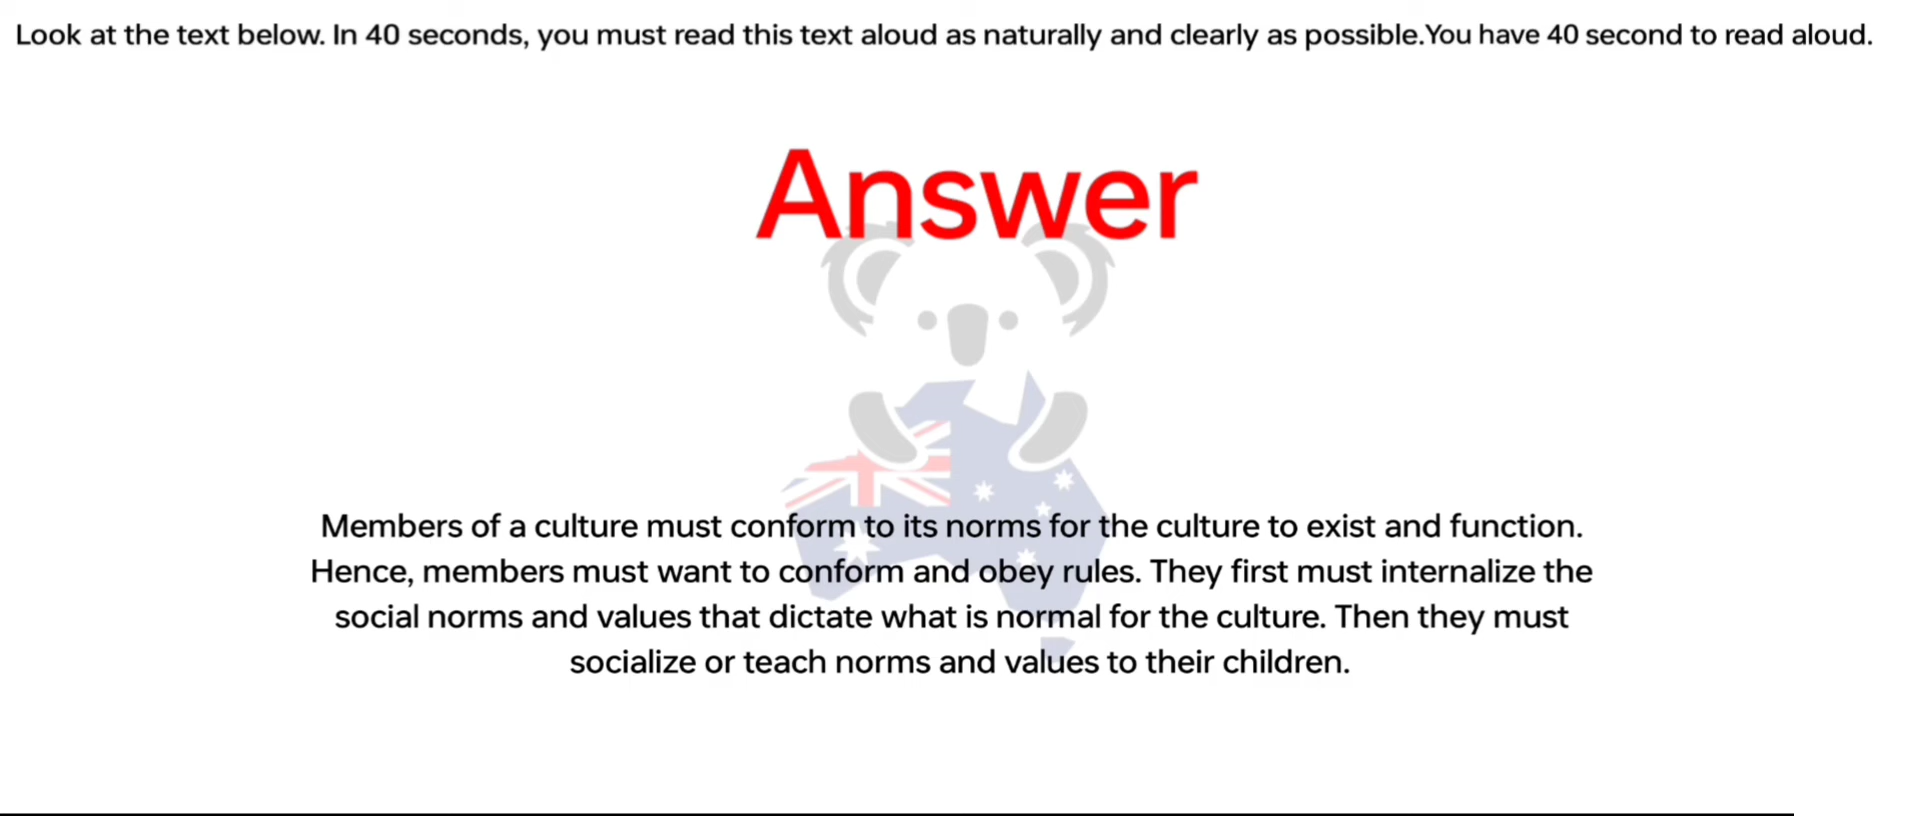 Look at the text below. In 40 seconds, you must read this text aloud as naturally and clearly as possible.You have 40 second to read aloud.
Answer
Members of a culture must conform to its norms for the culture to exist and function.
Hence, members must want to conform and obey rules. They first must internalize the
social norms and values that dictate what is normal for the culture. Then they must
socialize or teach norms and values to their children.